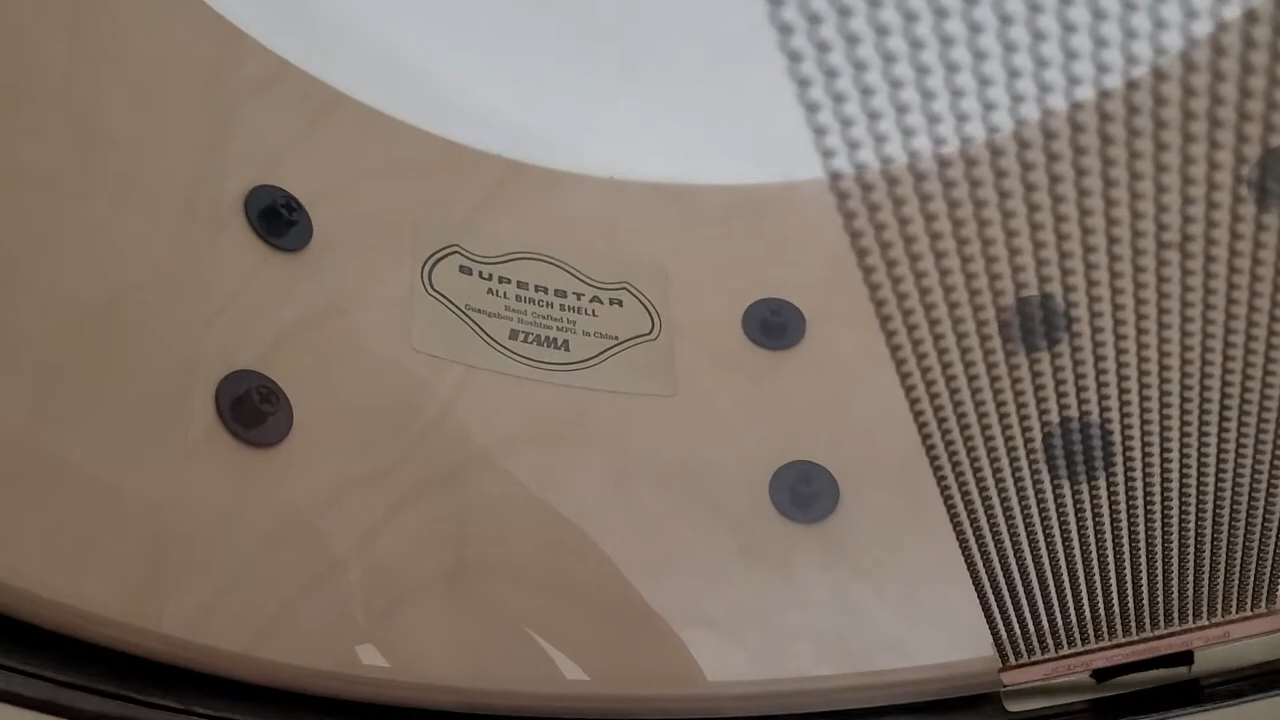 SUPERSTAR
ALL BIRCH SHELL
Hand Crafted by
Guangzhou Hoshino MFG. in China
TAMA